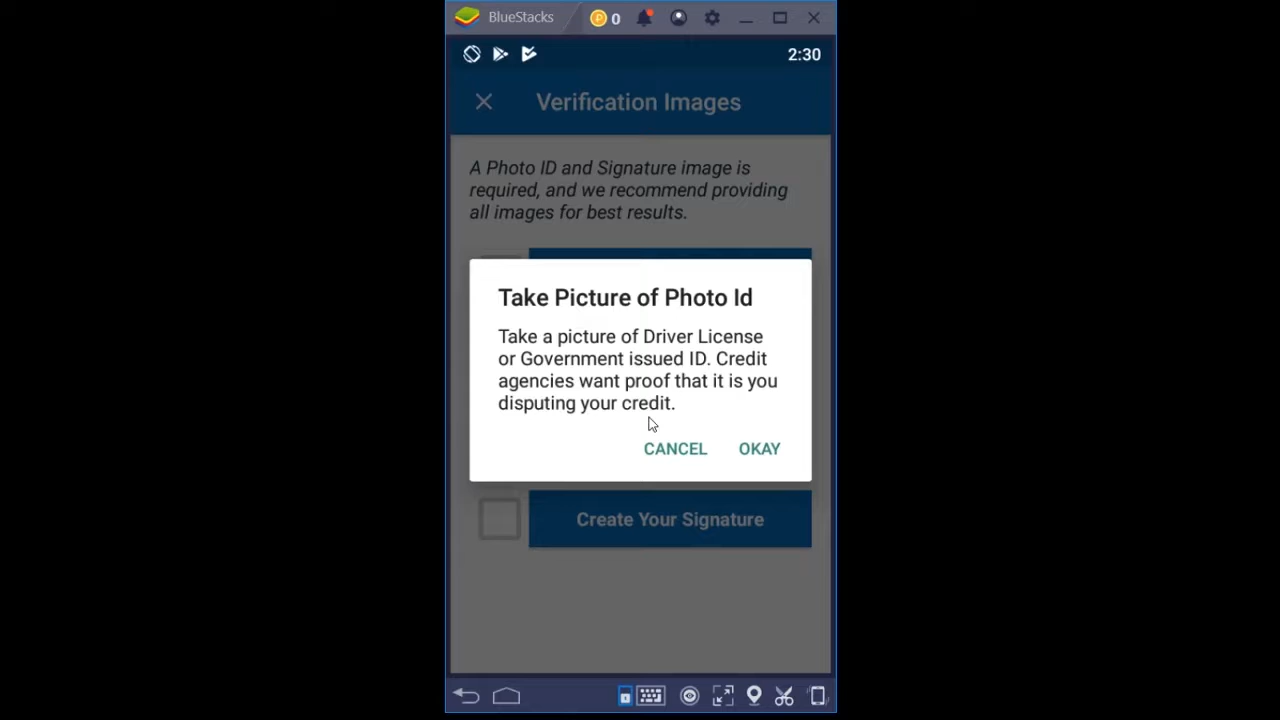 BlueStacks
0
2:30
Verification Images
A Photo ID and Signature image is
required, and we recommend providing
all images for best results.
Take Picture of Photo Id
Take a picture of Driver License
or Government issued ID. Credit
agencies want proof that it is you
disputing your credit.
CANCEL OKAY
Create Your Signature